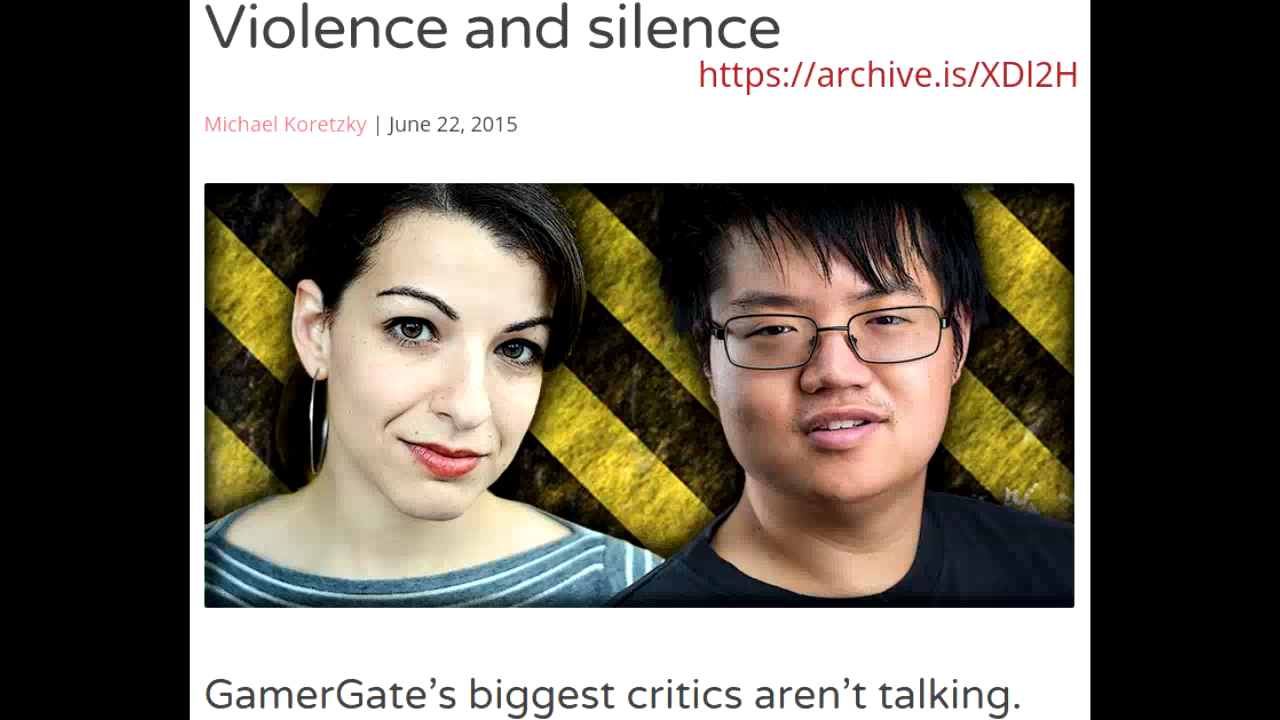 Violence and silence
https://archive.is/XDl2H
Michael Koretzky | June 22, 2015
GamerGate’s biggest critics aren’t talking.